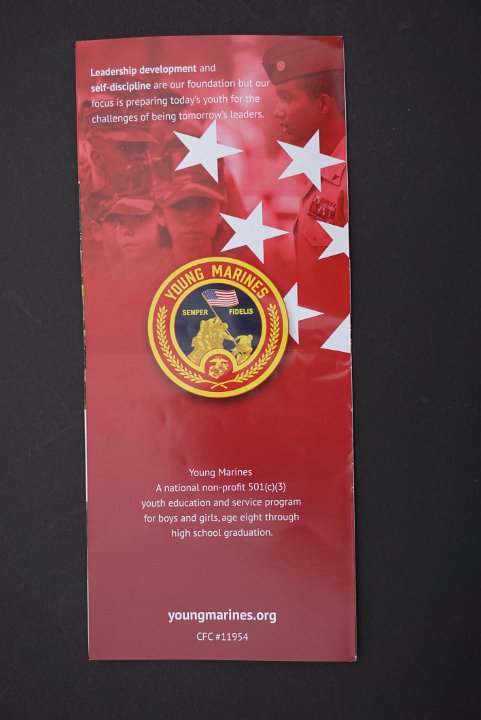 Leadership development and
self-discipline are our foundation but our
focus is preparing today's youth for the
challenges of being tomorrow's leaders.
YOUNG MARINES
SEMPER FIDELIS
Young Marines
A national non-profit 501(c)(3)
youth education and service program
for boys and girls, age eight through
high school graduation.
youngmarines.org
CFC #11954